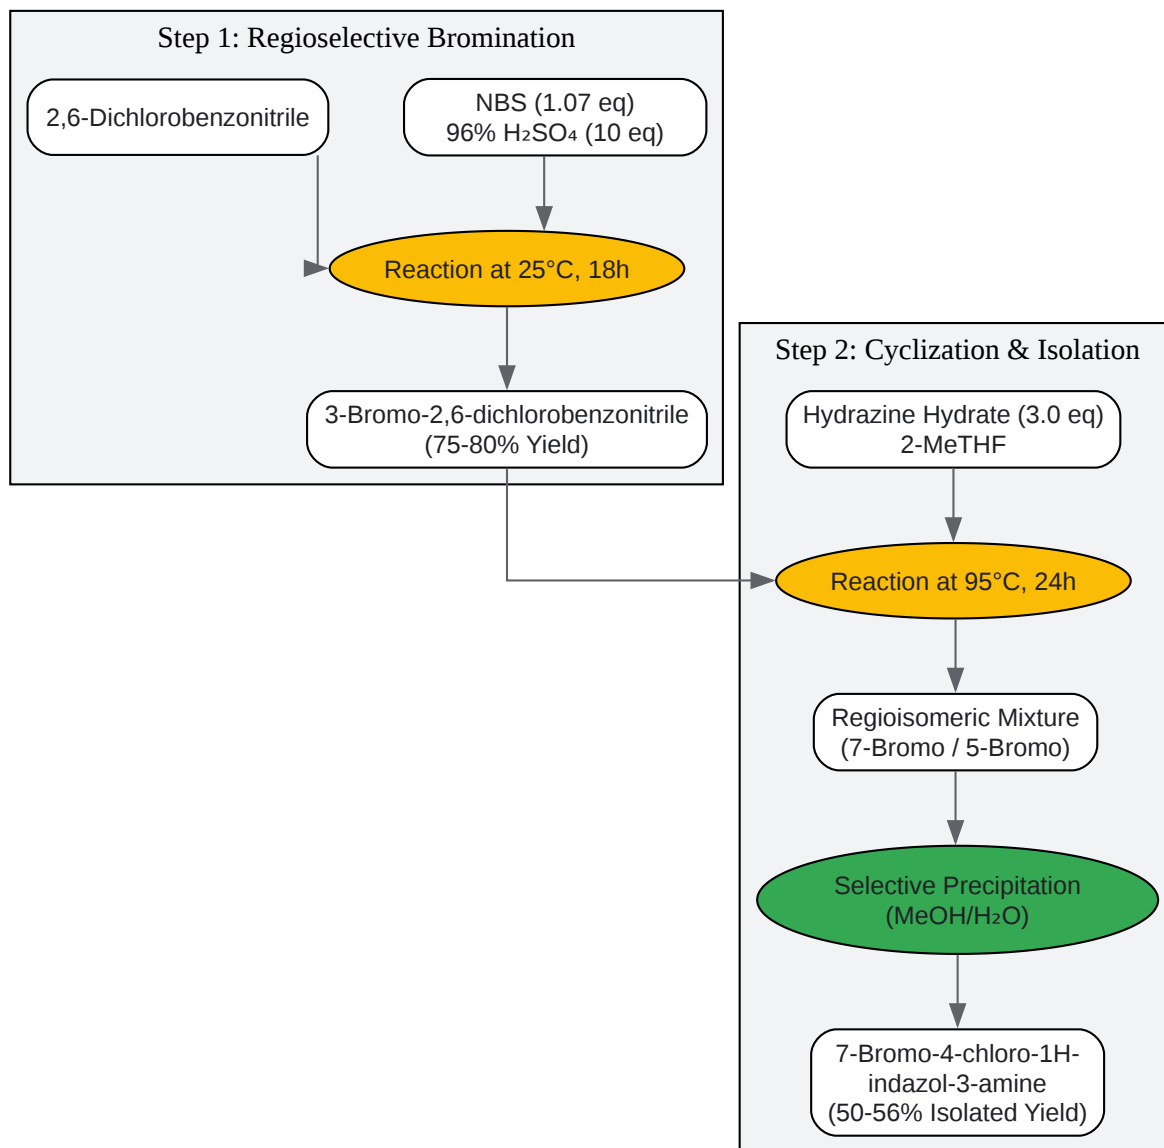 Step 1: Regioselective Bromination
2,6-Dichlorobenzonitrile
NBS (1.07 eq)
96% H₂SO₄ (10 eq)
Reaction at 25°C, 18h
3-Bromo-2,6-dichlorobenzonitrile
(75-80% Yield)
Step 2: Cyclization & Isolation
Hydrazine Hydrate (3.0 eq)
2-MeTHF
Reaction at 95°C, 24h
Regioisomeric Mixture
(7-Bromo / 5-Bromo)
Selective Precipitation
(MeOH/H₂O)
7-Bromo-4-chloro-1H-
indazol-3-amine
(50-56% Isolated Yield)